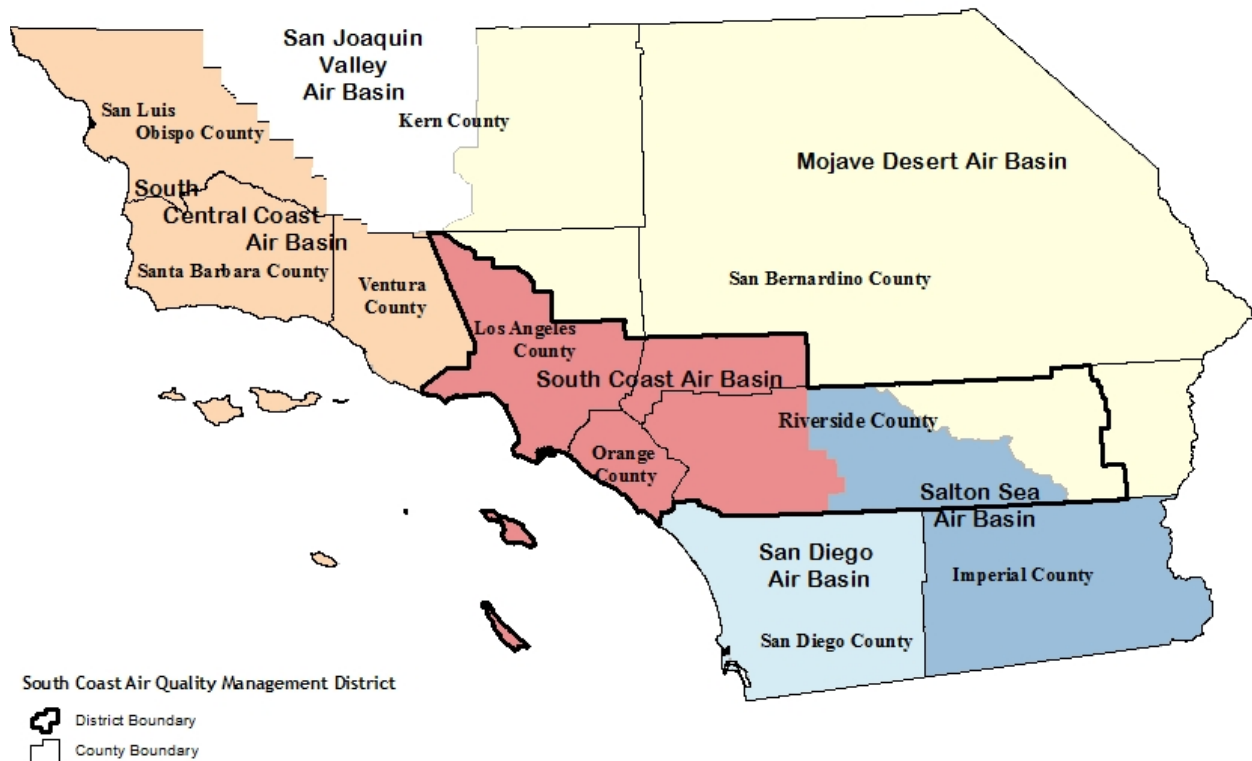 San Joaquin
Valley
Air Basin
Kern County
San Luis
Obispo County
Mojave Desert Air Basin
South
Central Coast
Air Basin
Santa Barbara County
Ventura
County
San Bernardino County
Los Angeles
County
South Coast Air Basin
Riverside County
Orange
County
Salton Sea
Air Basin
San Diego
Air Basin
Imperial County
San Diego County
South Coast Air Quality Management District
District Boundary
County Boundary